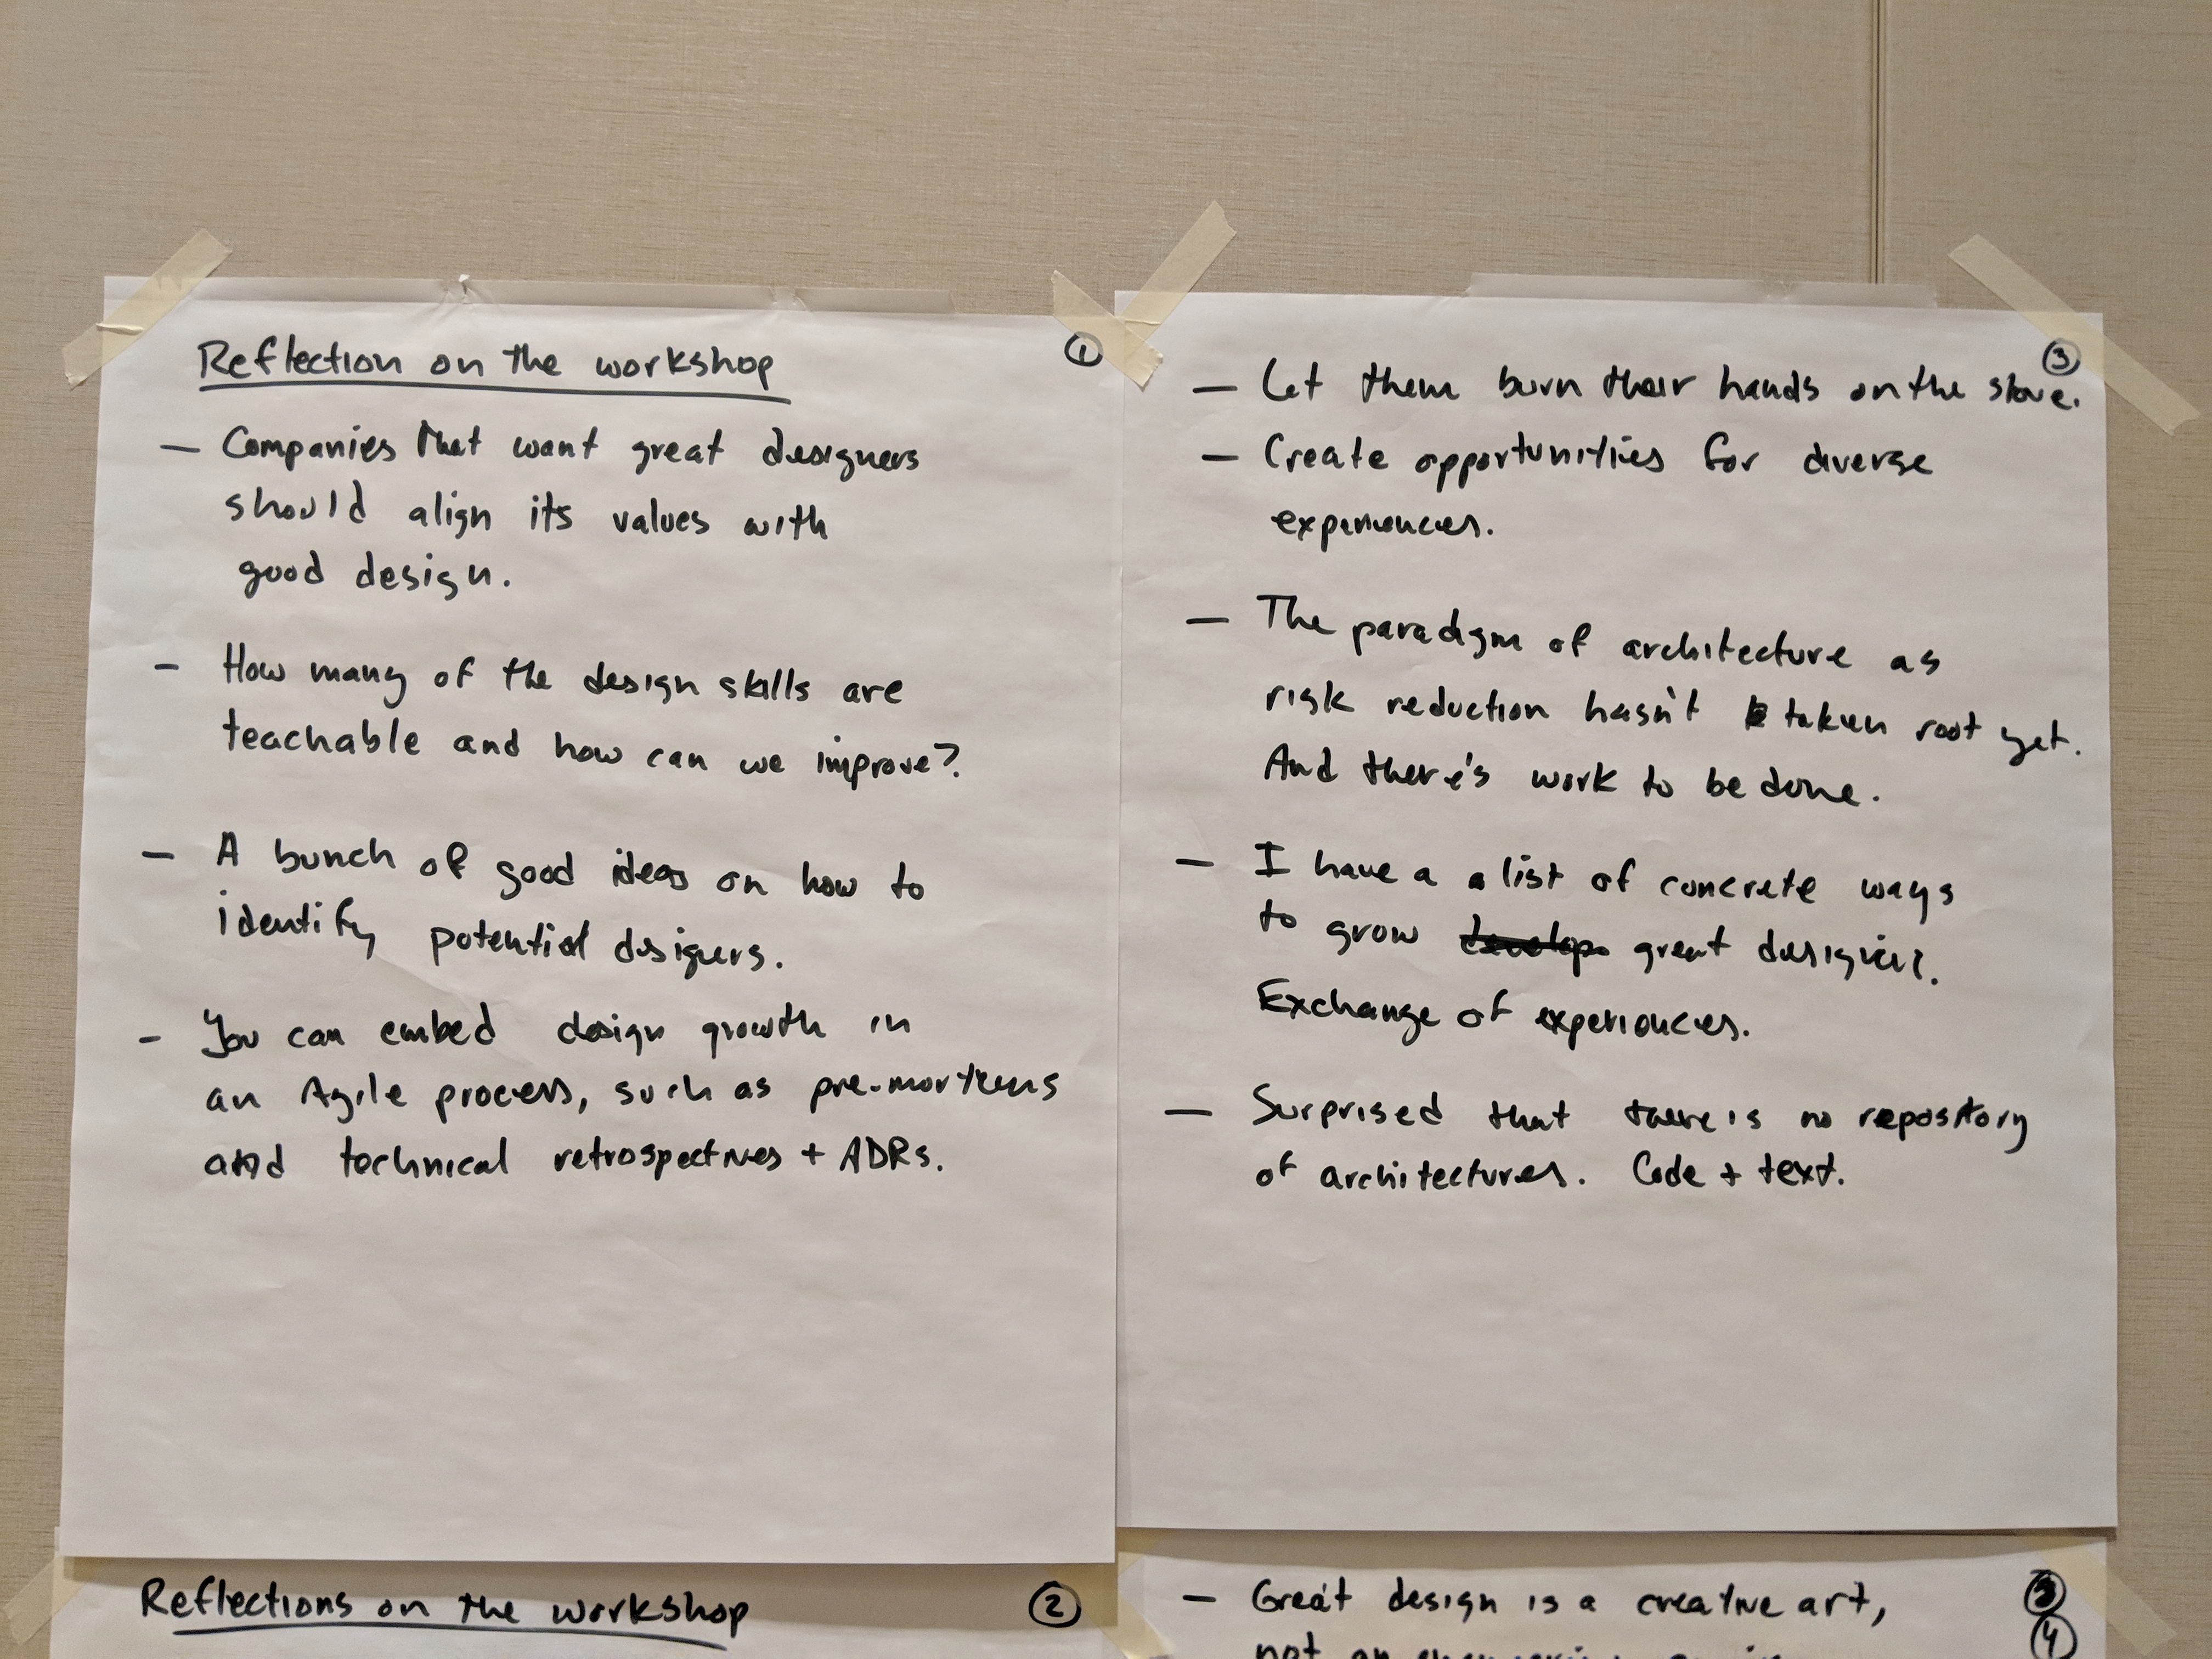 Reflection on the workshop
①
— Companies that want great designers
should align its values with
good design.
- How many of the design skills are
teachable and how can we improve?
— A bunch of good ideas on how to
identify potential desigers.
- You can embed design growth in
an Agile process, such as pre-mortems
and technical retrospectives + ADRs.
③
— Let them burn their hands on the stove.
— Create opportunities for diverse
experiences.
— The paradigm of architecture as
risk reduction hasn't taken root yet.
And there's work to be done.
— I have a a list of concrete ways
to grow develop great designers.
Exchange of experiences.
— Surprised that there is no repository
of architectures. Code + text.
Reflections on the workshop
②
— Great design is a creative art,
④
not an